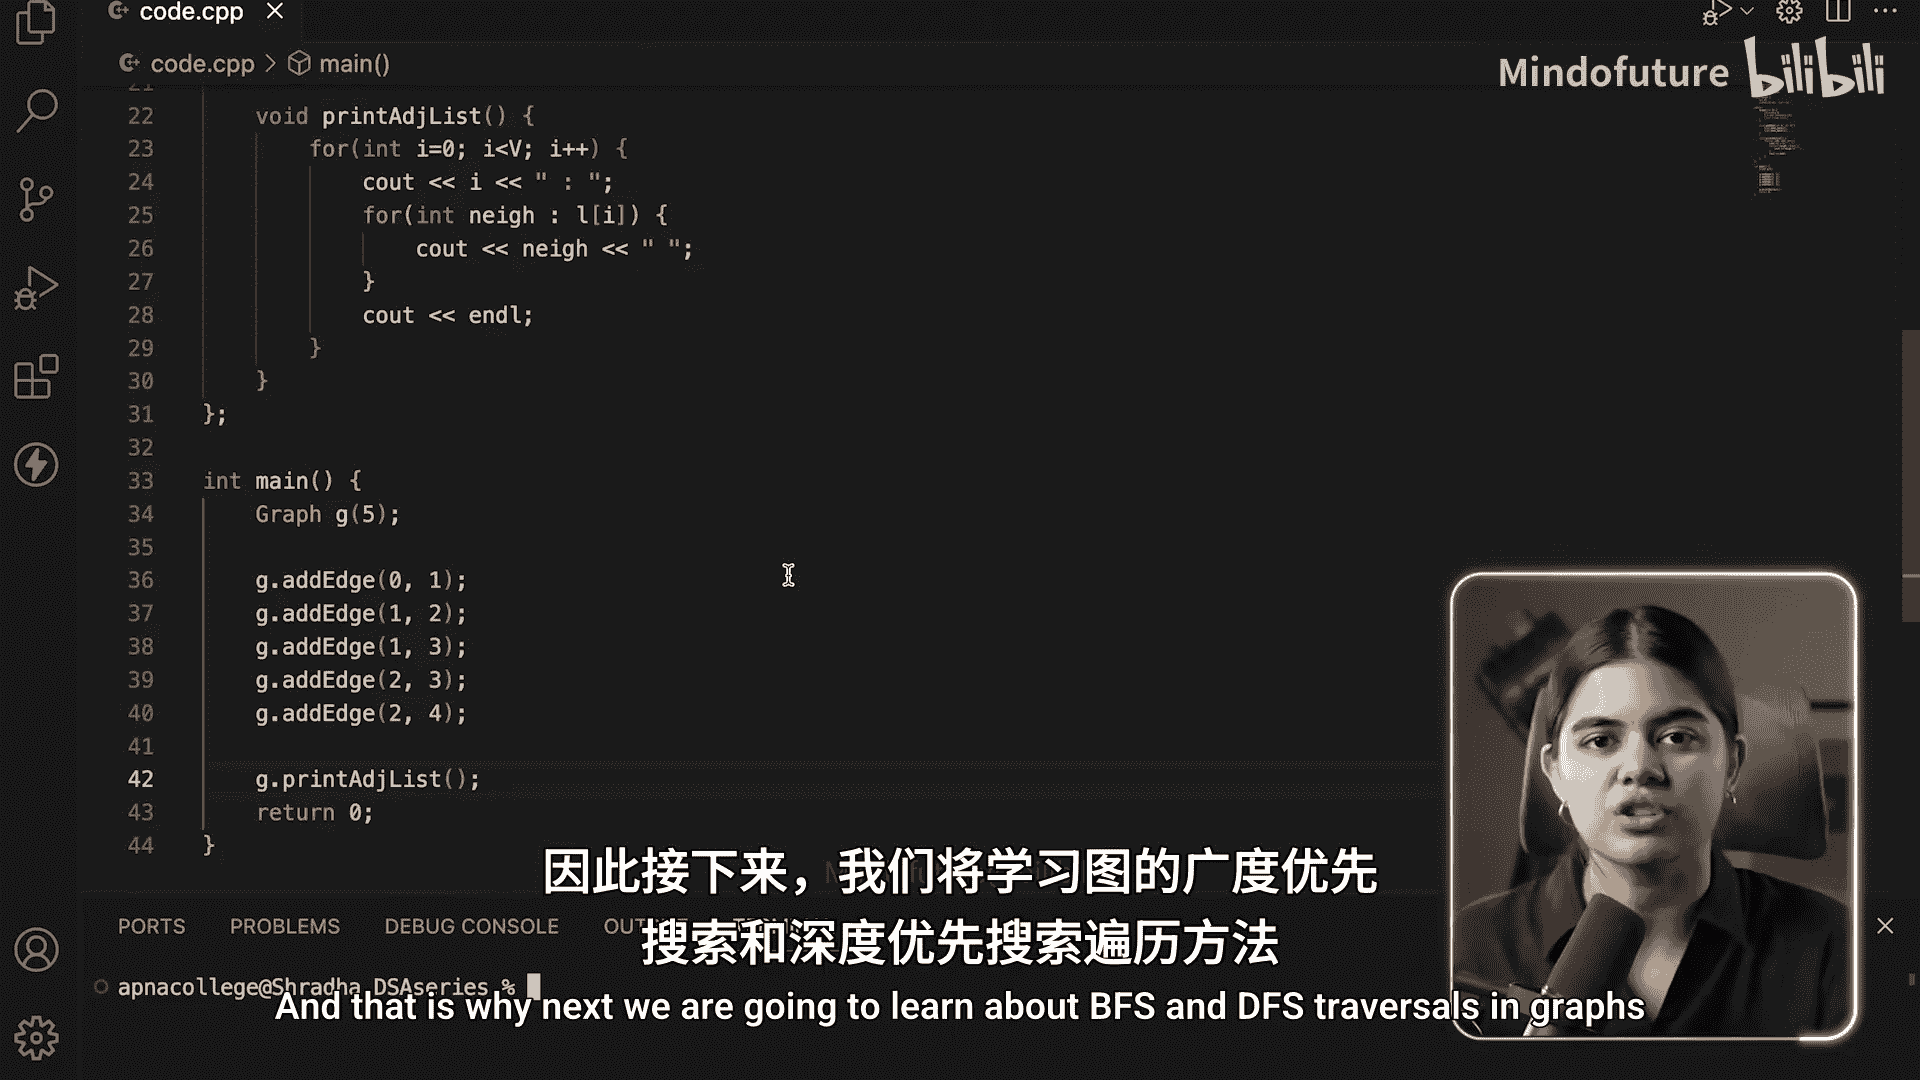 code.cpp
code.cpp > main()
Mindofuture bilibili
21
22 void printAdjList() {
23 for(int i=0; i<V; i++) {
24 cout << i << " : ";
25 for(int neigh : l[i]) {
26 cout << neigh << " ";
27 }
28 cout << endl;
29 }
30 }
31 };
32
33 int main() {
34 Graph g(5);
35
36 g.addEdge(0, 1);
37 g.addEdge(1, 2);
38 g.addEdge(1, 3);
39 g.addEdge(2, 3);
40 g.addEdge(2, 4);
41
42 g.printAdjList();
43 return 0;
44 }
因此接下来，我们将学习图的广度优先
PORTS PROBLEMS DEBUG CONSOLE
搜索和深度优先搜索遍历方法
apnacollege@Shradha DSAseries %
And that is why next we are going to learn about BFS and DFS traversals in graphs